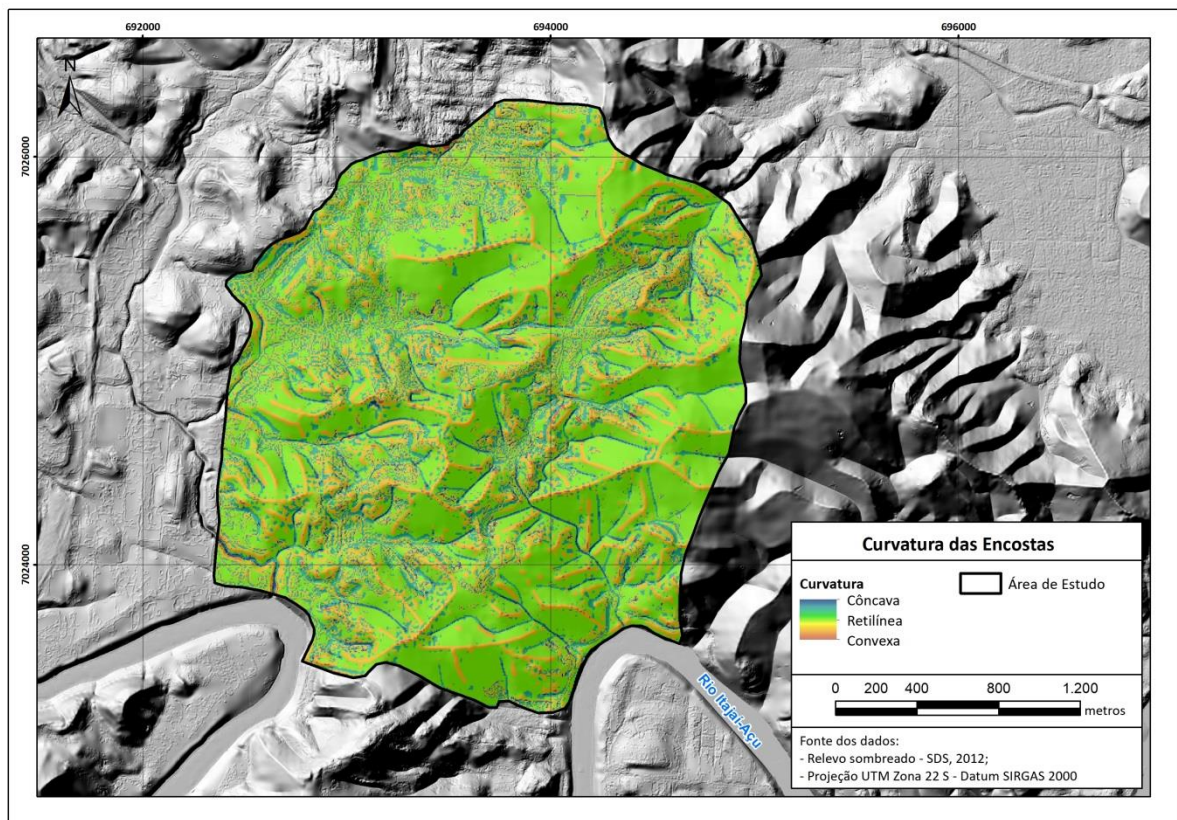 692000
694000
696000
N
7026000
7024000
Rio Itajaí-Açu
Curvatura das Encostas
Curvatura
Côncava
Retilínea
Convexa
Área de Estudo
0 200 400 800 1.200
metros
Fonte dos dados:
- Relevo sombreado - SDS, 2012;
- Projeção UTM Zona 22 S - Datum SIRGAS 2000